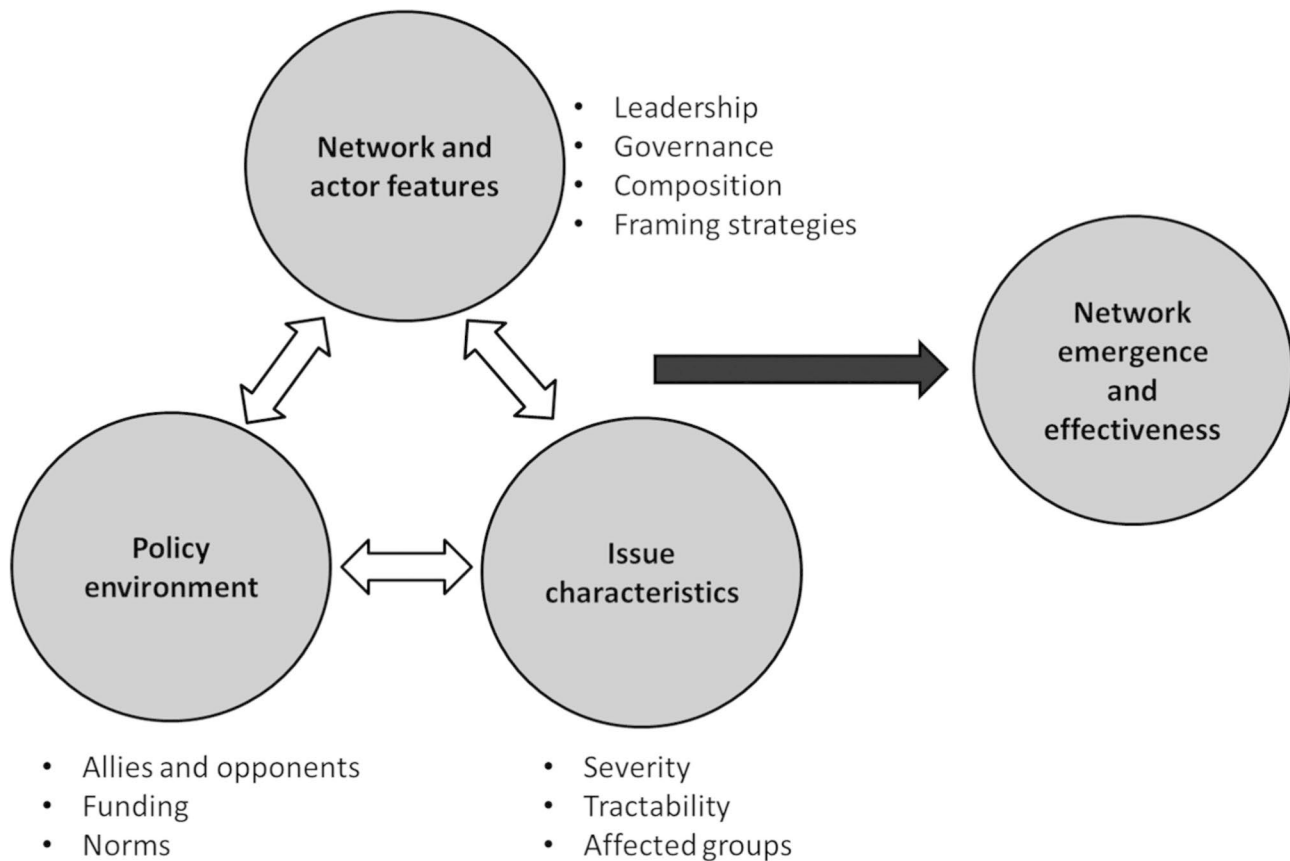 Network and
actor features
• Leadership
• Governance
• Composition
• Framing strategies
Network
emergence
and
effectiveness
Policy
environment
Issue
characteristics
• Allies and opponents
• Funding
• Norms
• Severity
• Tractability
• Affected groups